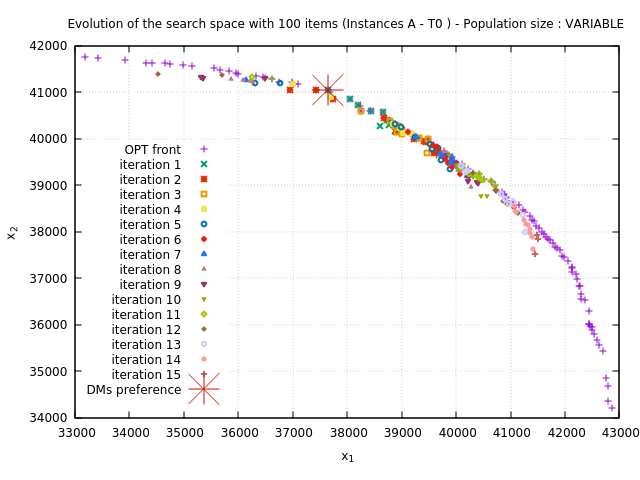 Evolution of the search space with 100 items (Instances A - T0 ) - Population size : VARIABLE
42000
41000
40000
39000
38000
37000
36000
35000
34000
x2
OPT front
iteration 1
iteration 2
iteration 3
iteration 4
iteration 5
iteration 6
iteration 7
iteration 8
iteration 9
iteration 10
iteration 11
iteration 12
iteration 13
iteration 14
iteration 15
DMs preference
33000 34000 35000 36000 37000 38000 39000 40000 41000 42000 43000
x1